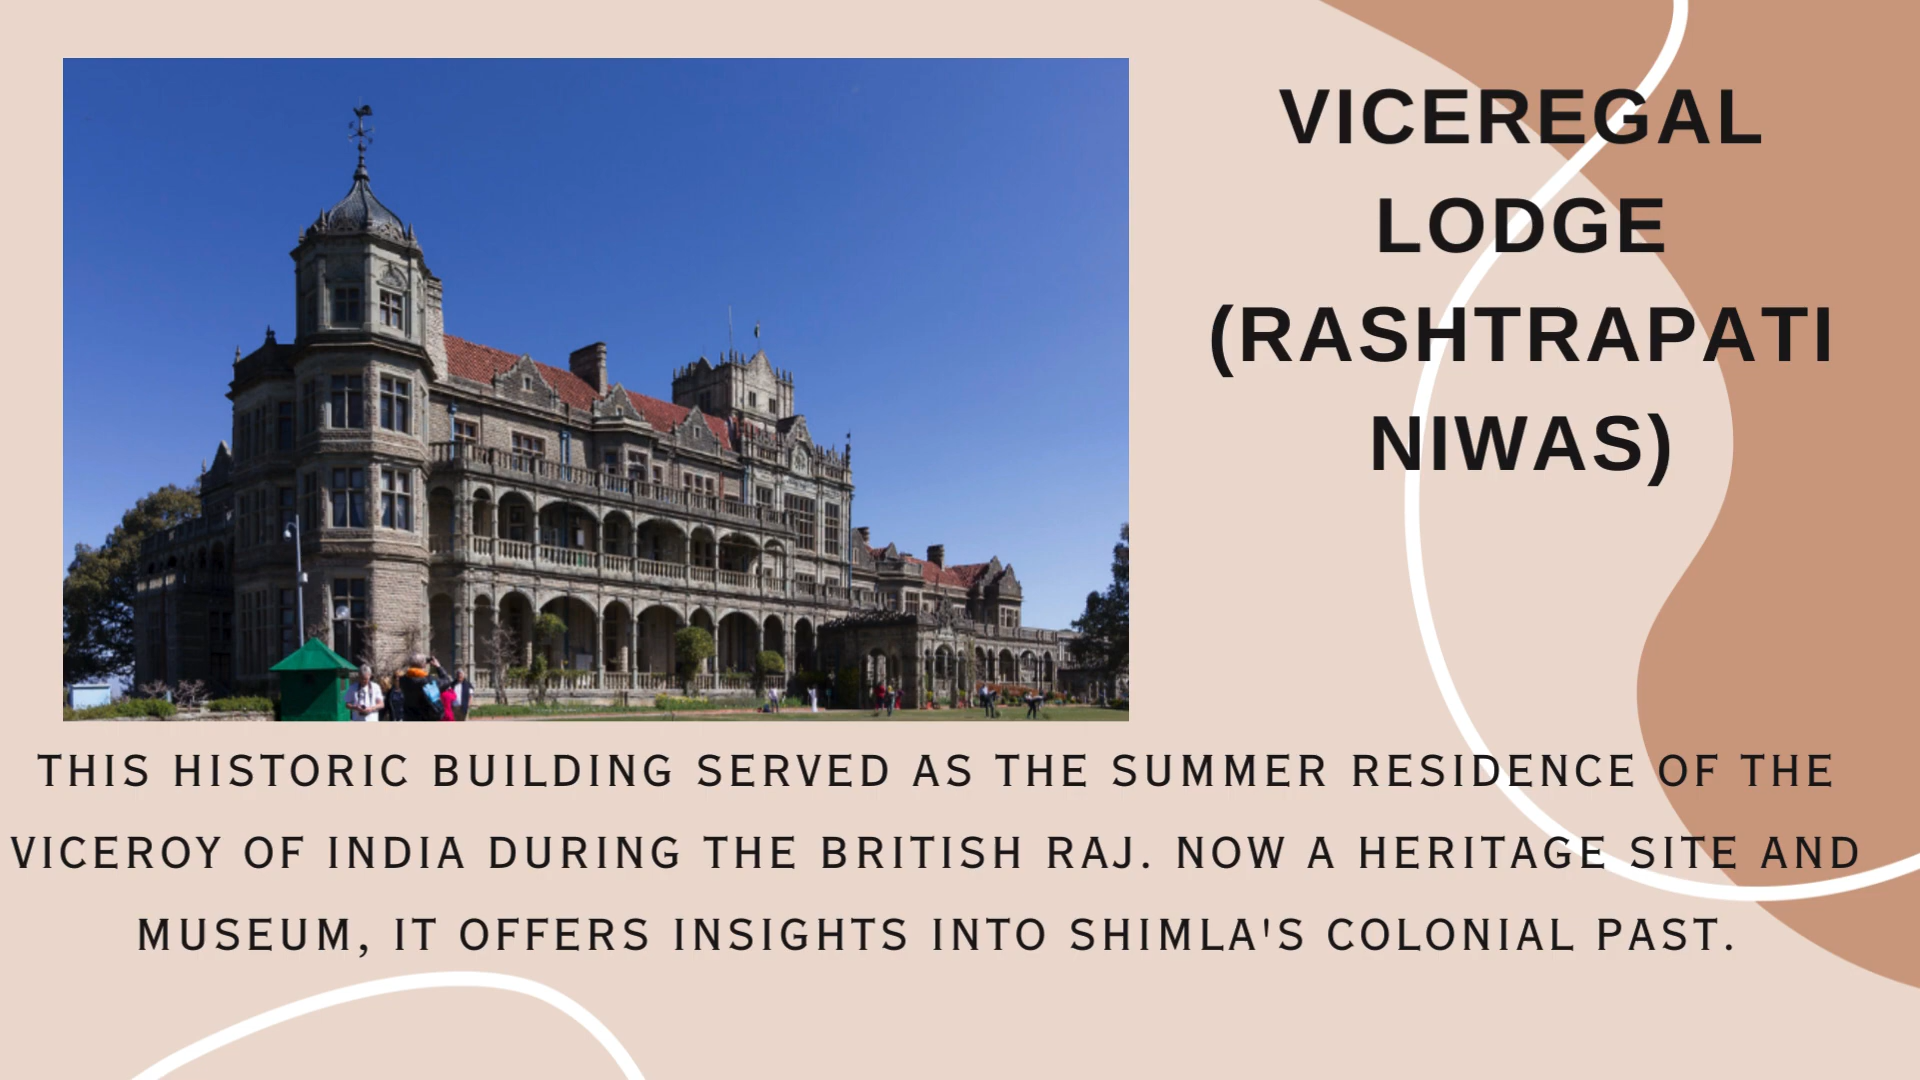 VICEREGAL
LODGE
(RASHTRAPATI
NIWAS)
THIS HISTORIC BUILDING SERVED AS THE SUMMER RESIDENCE OF THE
VICEROY OF INDIA DURING THE BRITISH RAJ. NOW A HERITAGE SITE AND
MUSEUM, IT OFFERS INSIGHTS INTO SHIMLA'S COLONIAL PAST.